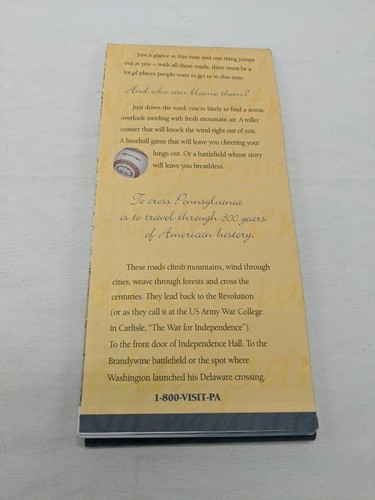 Just a glance at this map and one thing jumps
out at you – with all these roads, there must be a
lot of places people want to get to in this state.
And who can blame them?
Just down the road, you're likely to find a scenic
overlook swirling with fresh mountain air. A roller
coaster that will knock the wind right out of you.
A baseball game that will leave you cheering your
lungs out. Or a battlefield whose story
will leave you breathless.
To cross Pennsylvania
is to travel through 300 years
of American history.
These roads climb mountains, wind through
cities, weave through forests and cross the
centuries. They lead back to the Revolution
(or as they call it at the US Army War College
in Carlisle, "The War for Independence").
To the front door of Independence Hall. To the
Brandywine battlefield or the spot where
Washington launched his Delaware crossing.
1-800-VISIT-PA